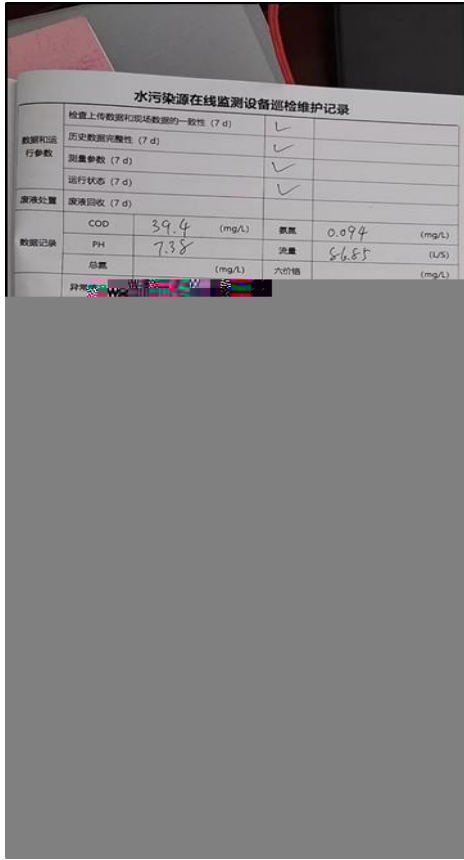 水污染源在线监测设备巡检维护记录
数据和运行参数 检查上传数据和现场数据的一致性 (7 d) ✓
历史数据完整性 (7 d) ✓
测量参数 (7 d) ✓
运行状态 (7 d) ✓
废液处置 废液回收 (7 d)
数据记录 COD 39.4 (mg/L) 氨氮 0.094 (mg/L)
PH 7.38 流量 86.85 (L/S)
总氮 (mg/L) 六价铬 (mg/L)
异常